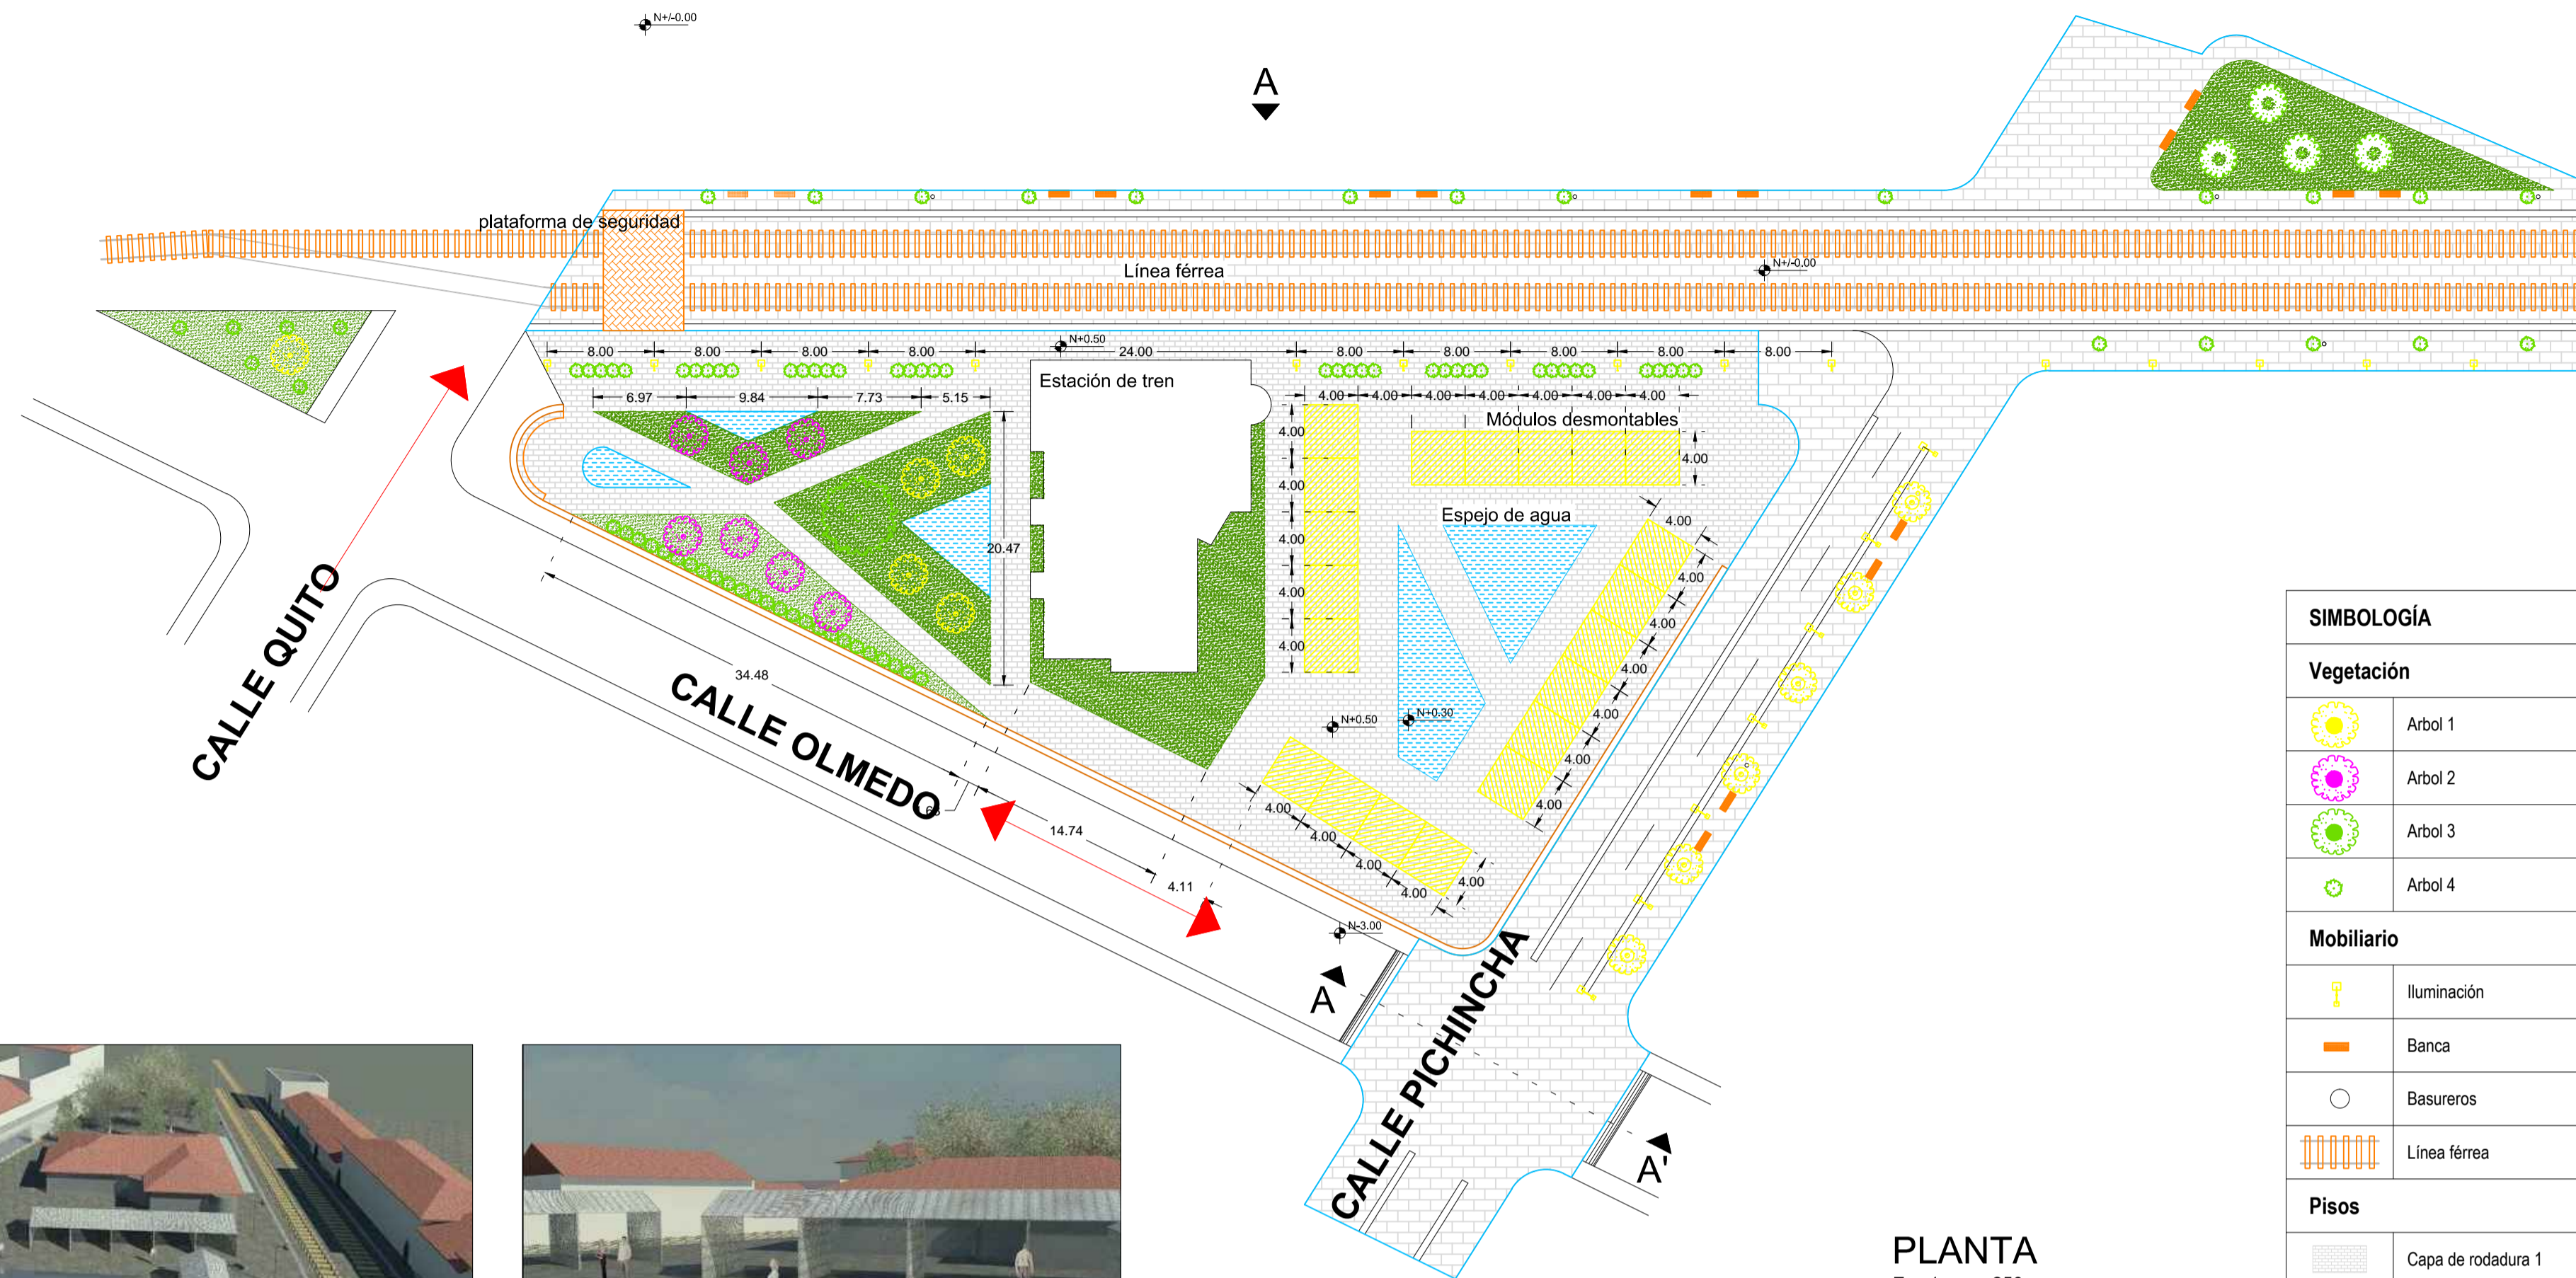 N+/-0.00
A
plataforma de seguridad
Línea férrea
N+/-0.00
N+0.50
8.00 8.00 8.00 8.00 24.00 8.00 8.00 8.00 8.00 8.00
Estación de tren
6.97 9.84 7.73 5.15
4.00 4.00 4.00 4.00 4.00 4.00 4.00
Módulos desmontables
4.00
4.00
4.00
4.00
4.00
4.00
20.47
Espejo de agua
4.00
4.00
4.00
4.00
4.00
4.00
4.00
N+0.50
N+0.30
4.00
4.00
4.00
4.00
4.00
CALLE QUITO
CALLE OLMEDO
34.48
14.74
4.11
N-3.00
A
A'
CALLE PICHINCHA
PLANTA
SIMBOLOGÍA
Vegetación
Arbol 1
Arbol 2
Arbol 3
Arbol 4
Mobiliario
Iluminación
Banca
Basureros
Línea férrea
Pisos
Capa de rodadura 1